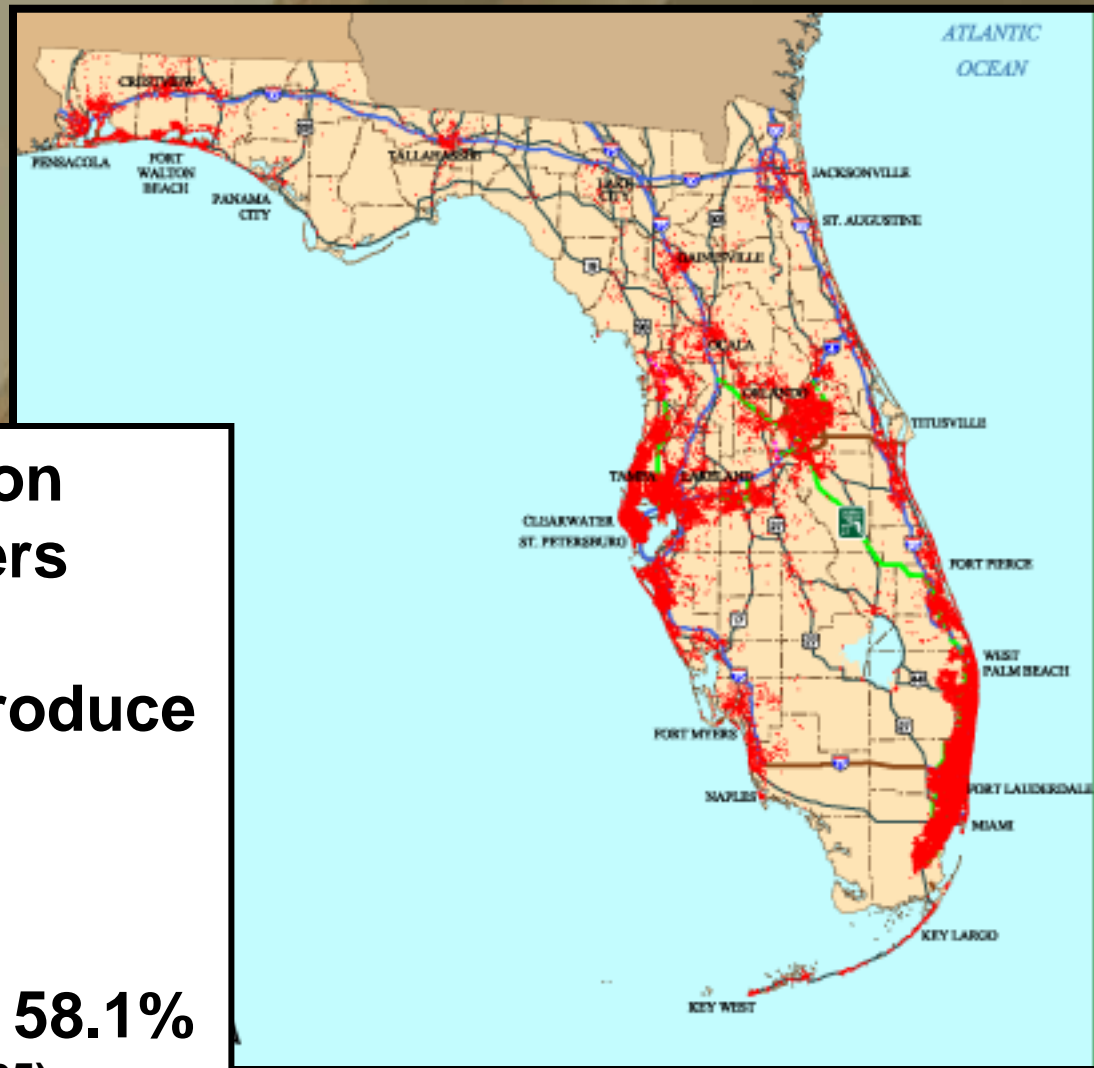 ATLANTIC
OCEAN
CRESTVIEW
PENSACOLA
FORT
WALTON
BEACH
PANAMA
CITY
TALLAHASSEE
LAKE
CITY
JACKSONVILLE
ST. AUGUSTINE
GAINESVILLE
OCALA
ORLANDO
TITUSVILLE
TAMPA
LAKELAND
CLEARWATER
ST. PETERSBURG
FORT PIERCE
WEST
PALM BEACH
FORT MYERS
NAPLES
FORT LAUDERDALE
MIAMI
KEY LARGO
KEY WEST
on
ers
roduce
58.1%